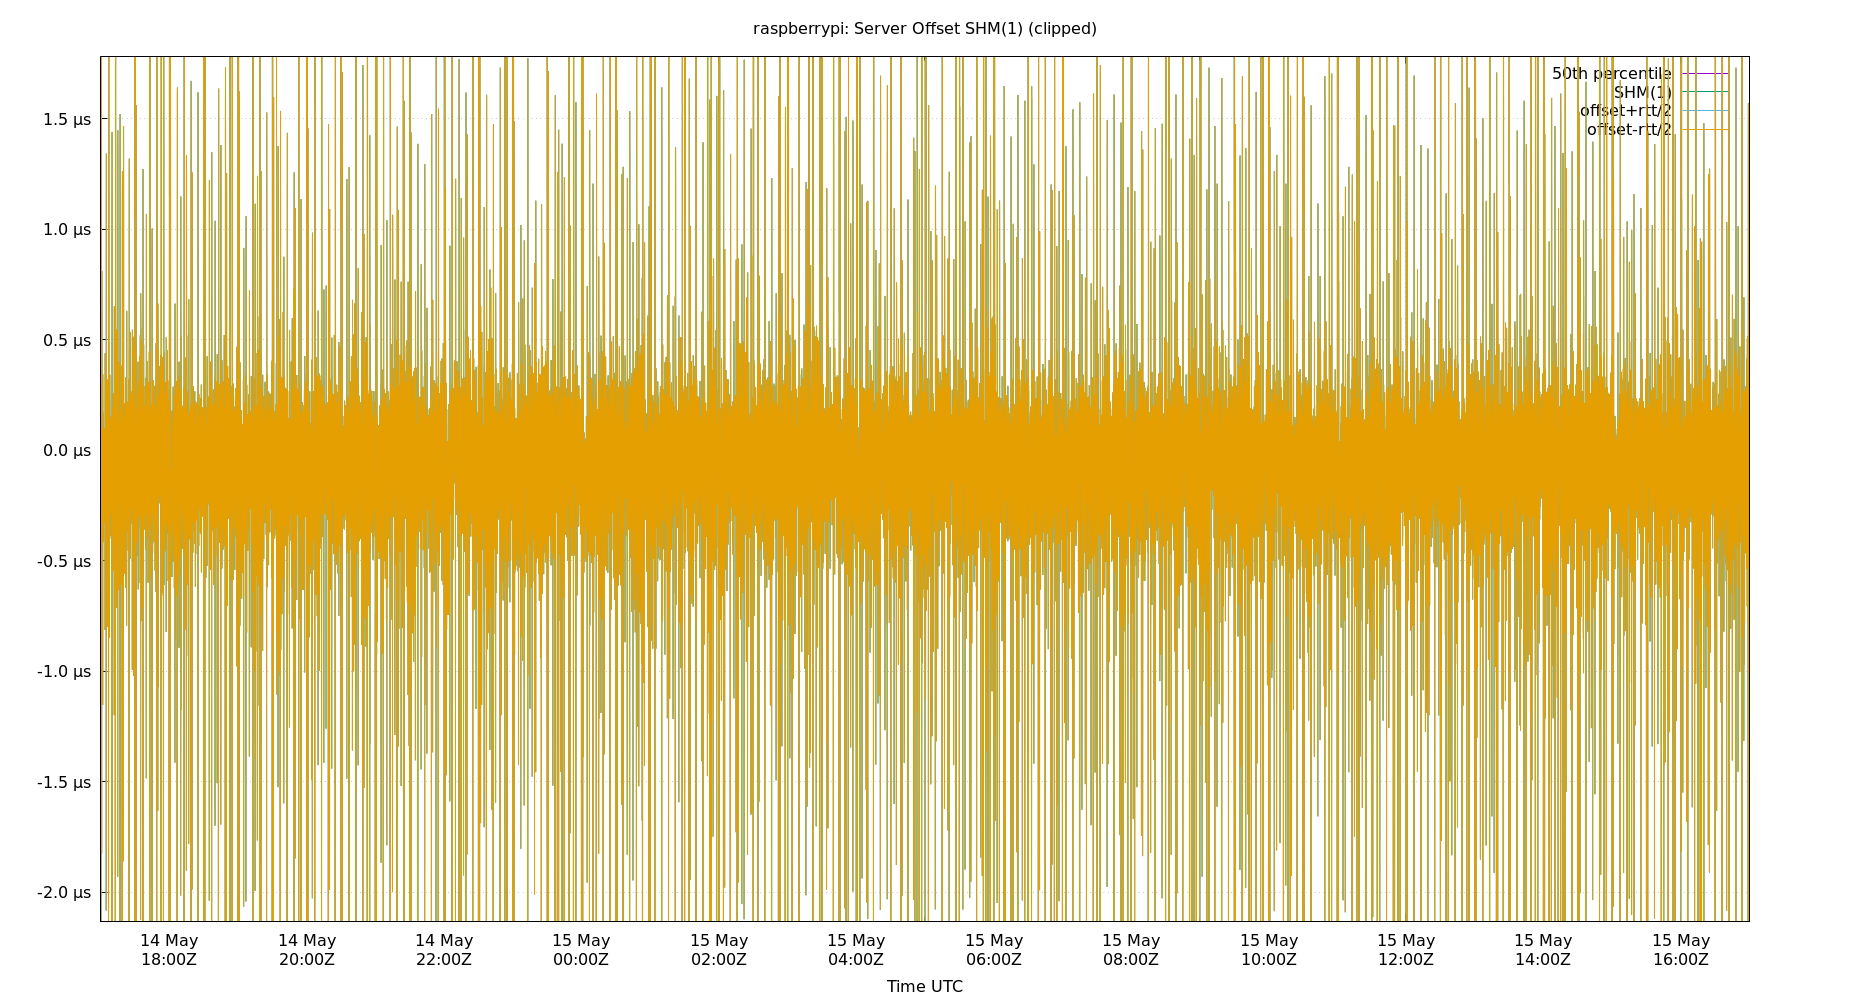 raspberrypi: Server Offset SHM(1) (clipped)
50th percentile
SHM(1)
offset+rtt/2
offset-rtt/2
1.5 µs
1.0 µs
0.5 µs
0.0 µs
-0.5 µs
-1.0 µs
-1.5 µs
-2.0 µs
14 May 14 May 14 May 15 May 15 May 15 May 15 May 15 May 15 May 15 May 15 May 15 May
18:00Z 20:00Z 22:00Z 00:00Z 02:00Z 04:00Z 06:00Z 08:00Z 10:00Z 12:00Z 14:00Z 16:00Z
Time UTC